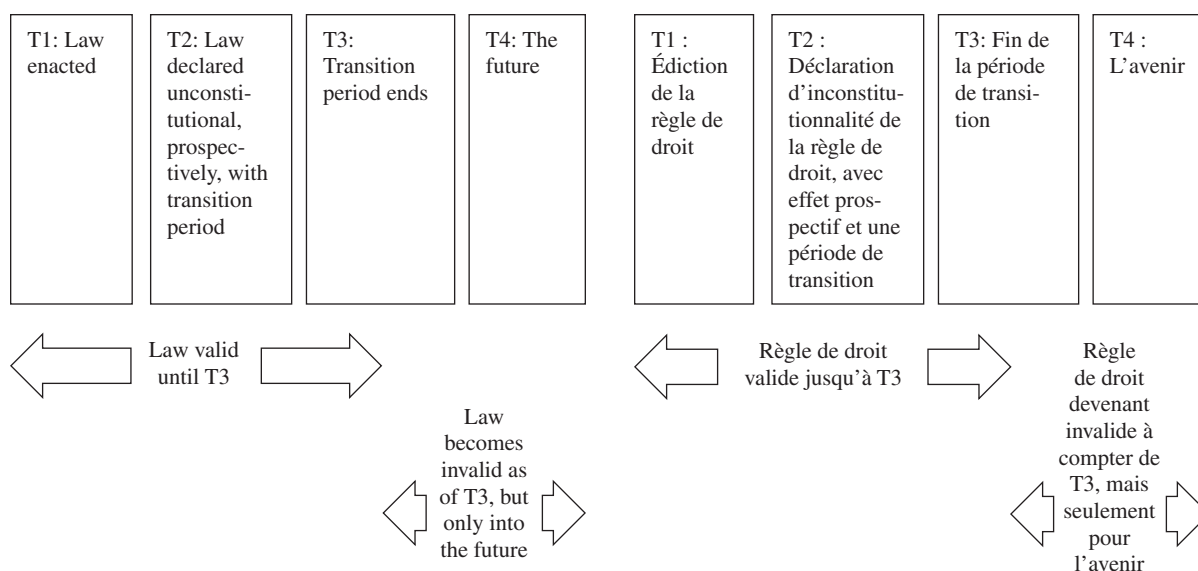 T1: Law
enacted
T2: Law
declared
unconsti-
tutional,
prospec-
tively, with
transition
period
T3:
Transition
period ends
T4: The
future
Law valid
until T3
Law
becomes
invalid as
of T3, but
only into
the future
T1 :
Édiction
de la
règle de
droit
T2 :
Déclaration
d’inconstitu-
tionnalité de
la règle de
droit, avec
effet pros-
pectif et une
période de
transition
T3: Fin de
la période
de transi-
tion
T4 :
L’avenir
Règle de droit
valide jusqu’à T3
Règle
de droit
devenant
invalide à
compter de
T3, mais
seulement
pour
l’avenir